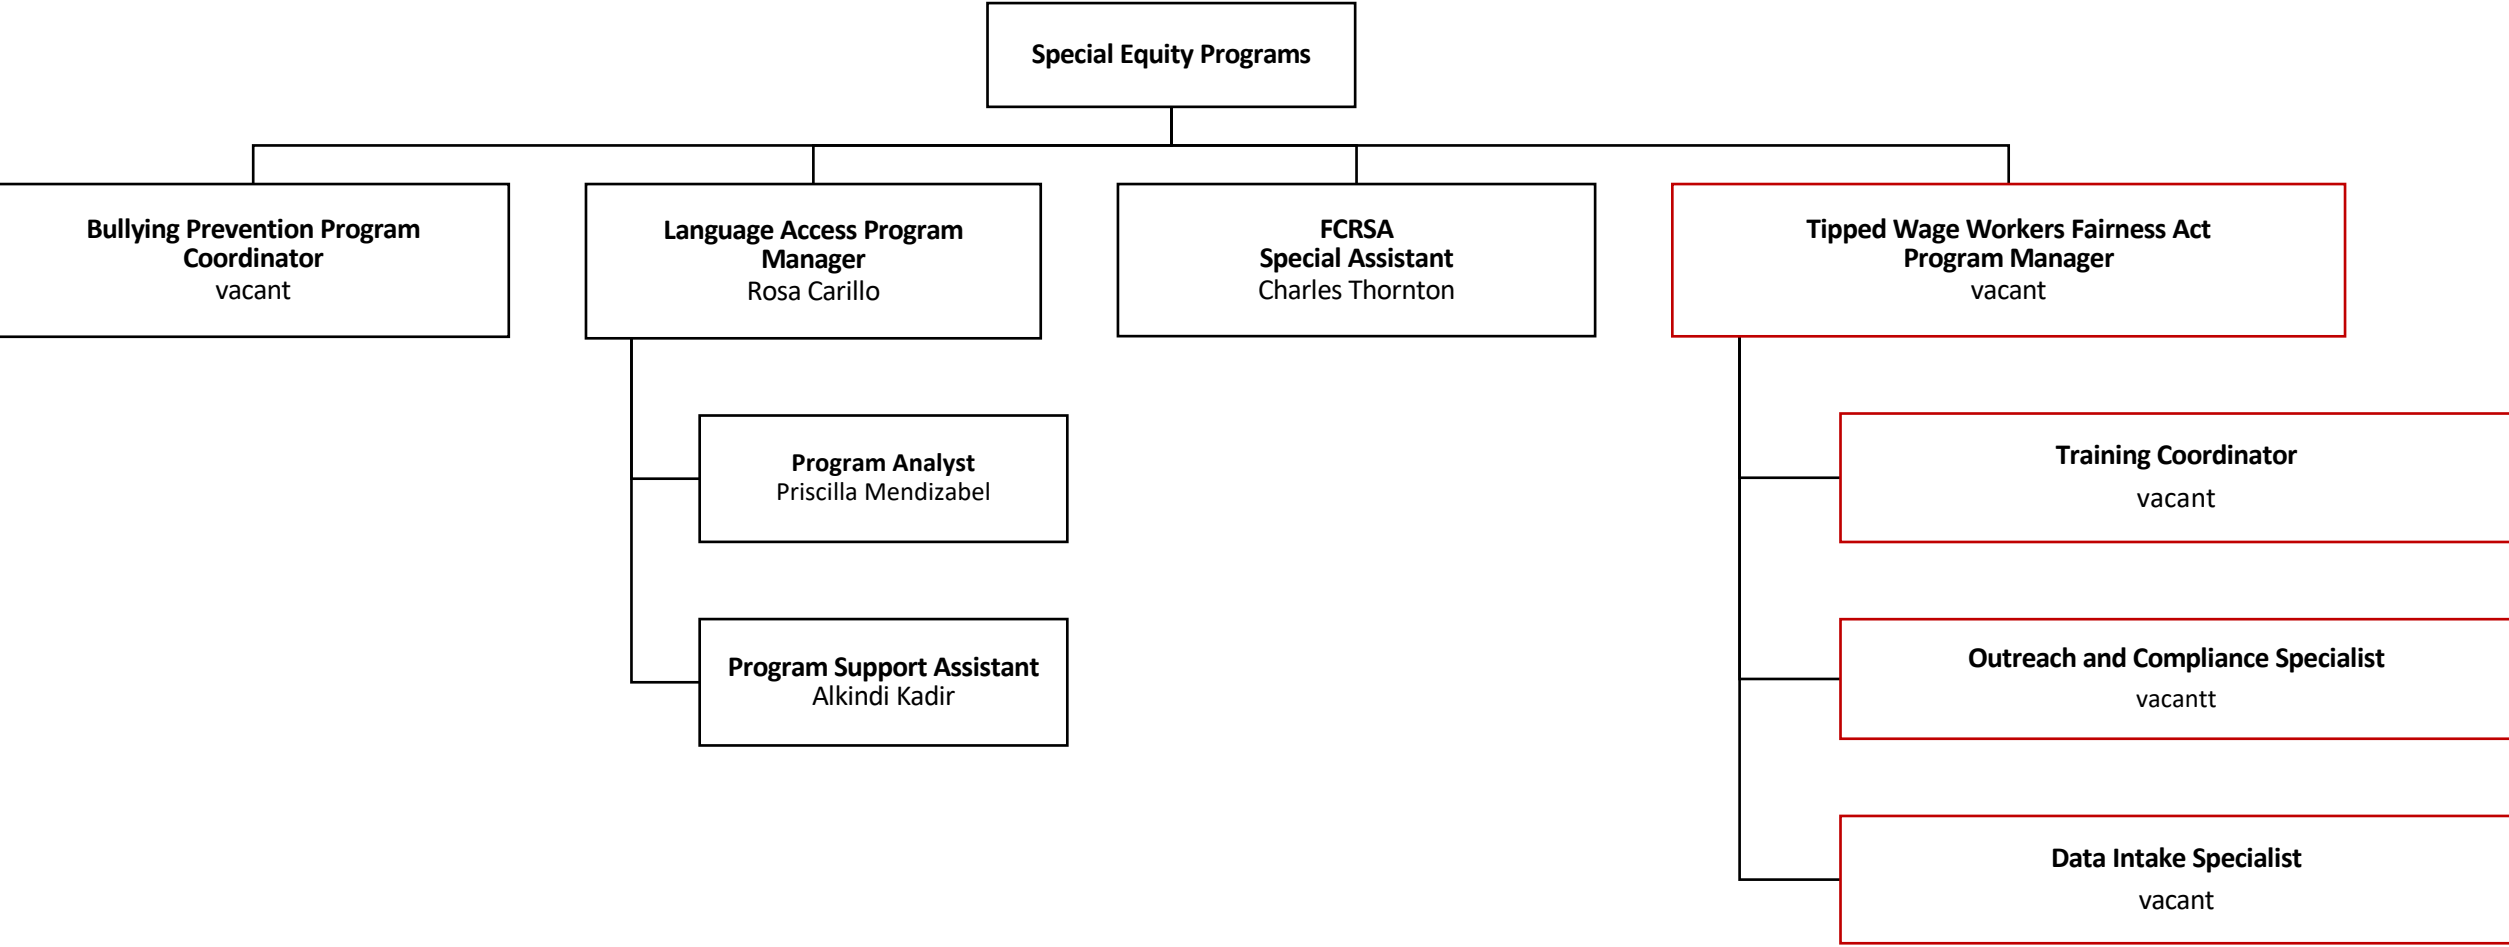 Special Equity Programs
Bullying Prevention Program
Coordinator
vacant
Language Access Program
Manager
Rosa Carillo
FCRSA
Special Assistant
Charles Thornton
Tipped Wage Workers Fairness Act
Program Manager
vacant
Program Analyst
Priscilla Mendizabel
Program Support Assistant
Alkindi Kadir
Training Coordinator
vacant
Outreach and Compliance Specialist
vacantt
Data Intake Specialist
vacant